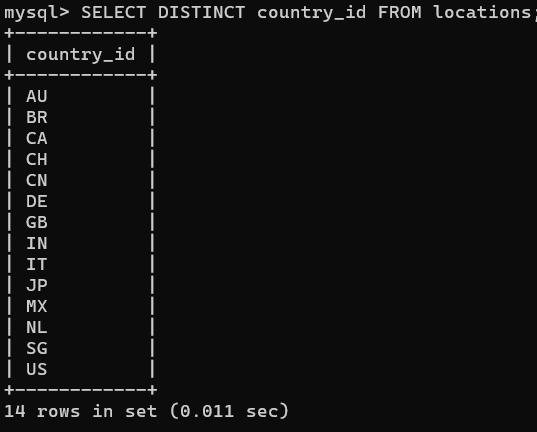 mysql> SELECT DISTINCT country_id FROM locations;
+------------+
| country_id |
+------------+
| AU         |
| BR         |
| CA         |
| CH         |
| CN         |
| DE         |
| GB         |
| IN         |
| IT         |
| JP         |
| MX         |
| NL         |
| SG         |
| US         |
+------------+
14 rows in set (0.011 sec)